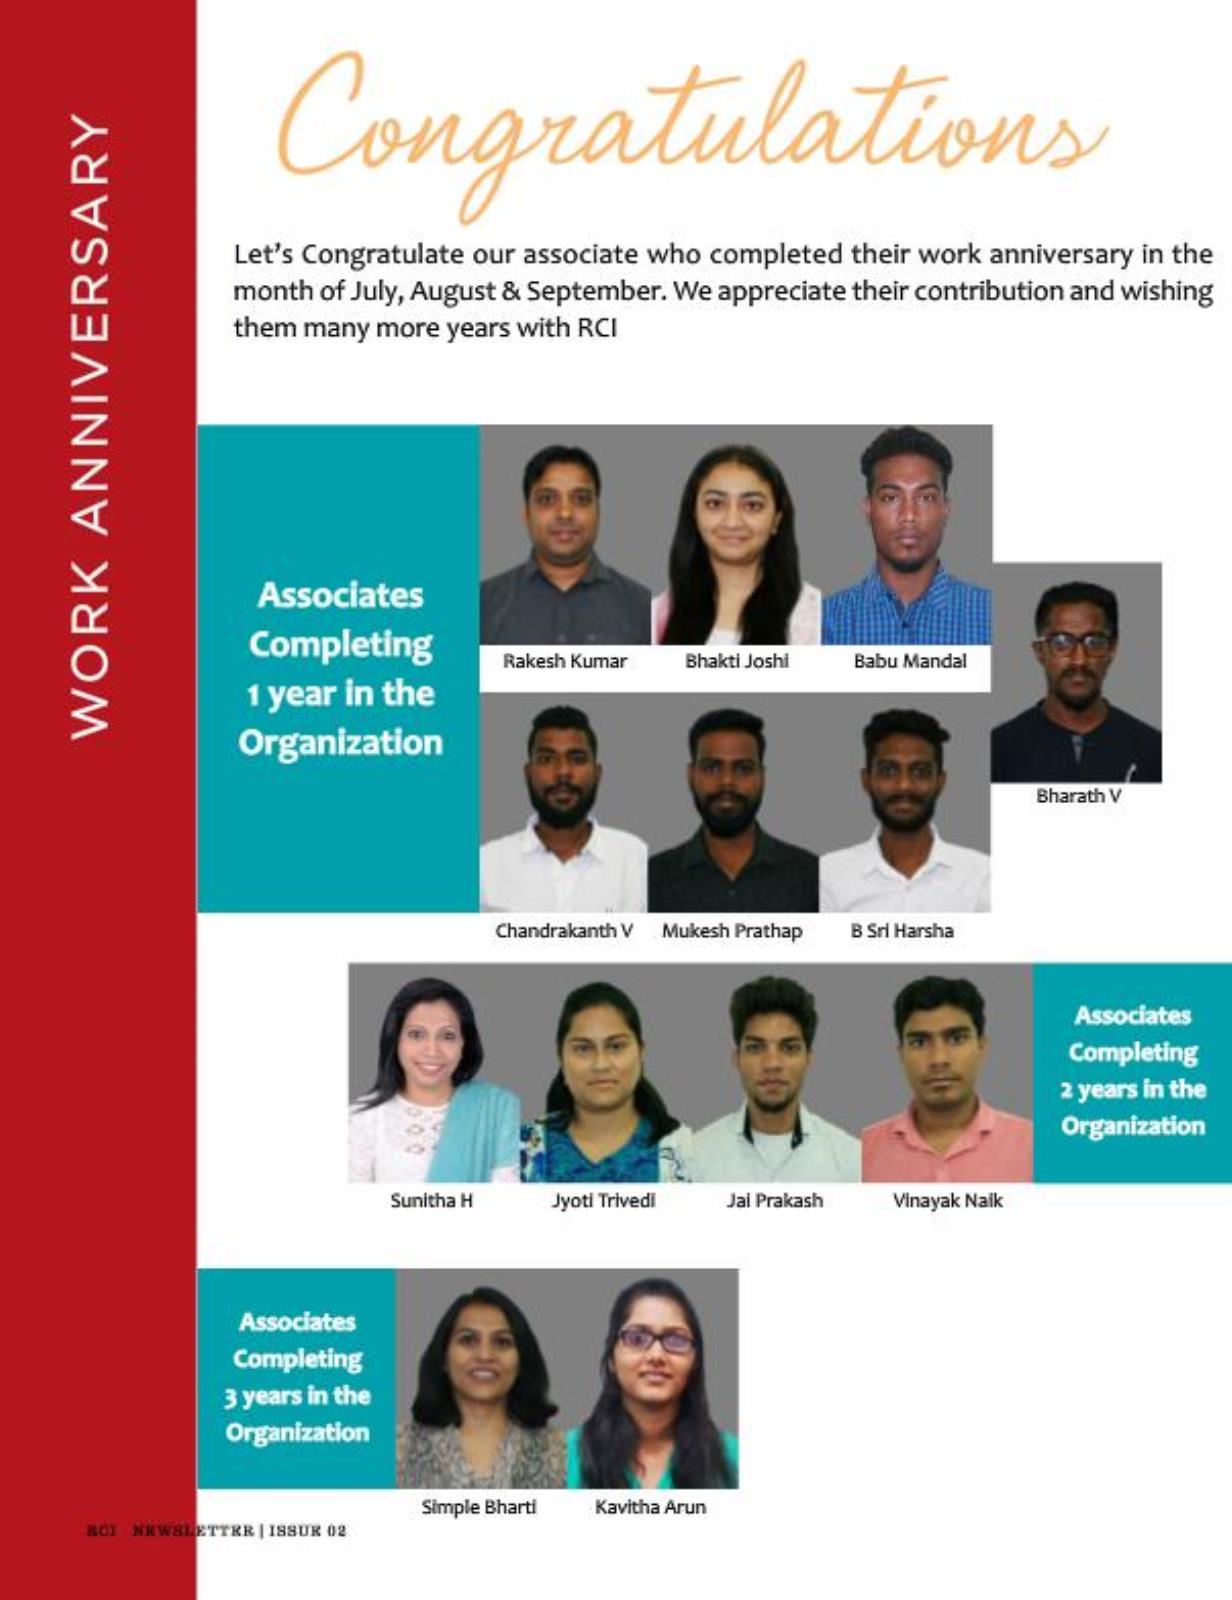 WORK ANNIVERSARY
Congratulations
Let's Congratulate our associate who completed their work anniversary in the
month of July, August & September. We appreciate their contribution and wishing
them many more years with RCI
Associates
Completing
1 year in the
Organization
Rakesh Kumar
Bhakti Joshi
Babu Mandal
Bharath V
Chandrakanth V
Mukesh Prathap
B Sri Harsha
Sunitha H
Jyoti Trivedi
Jai Prakash
Vinayak Naik
Associates
Completing
2 years in the
Organization
Associates
Completing
3 years in the
Organization
Simple Bharti
Kavitha Arun
RCI NEWSLETTER | ISSUE 02